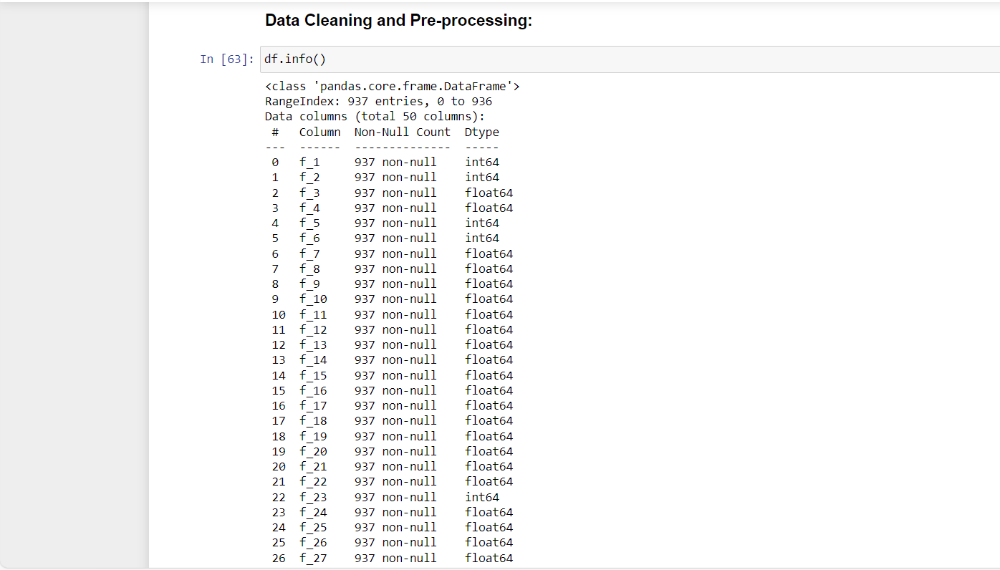 Data Cleaning and Pre-processing:
In [63]: df.info()
<class 'pandas.core.frame.DataFrame'>
RangeIndex: 937 entries, 0 to 936
Data columns (total 50 columns):
 #   Column  Non-Null Count  Dtype
---  ------  --------------  -----
 0   f_1     937 non-null    int64
 1   f_2     937 non-null    int64
 2   f_3     937 non-null    float64
 3   f_4     937 non-null    float64
 4   f_5     937 non-null    int64
 5   f_6     937 non-null    int64
 6   f_7     937 non-null    float64
 7   f_8     937 non-null    float64
 8   f_9     937 non-null    float64
 9   f_10    937 non-null    float64
 10  f_11    937 non-null    float64
 11  f_12    937 non-null    float64
 12  f_13    937 non-null    float64
 13  f_14    937 non-null    float64
 14  f_15    937 non-null    float64
 15  f_16    937 non-null    float64
 16  f_17    937 non-null    float64
 17  f_18    937 non-null    float64
 18  f_19    937 non-null    float64
 19  f_20    937 non-null    float64
 20  f_21    937 non-null    float64
 21  f_22    937 non-null    float64
 22  f_23    937 non-null    int64
 23  f_24    937 non-null    float64
 24  f_25    937 non-null    float64
 25  f_26    937 non-null    float64
 26  f_27    937 non-null    float64